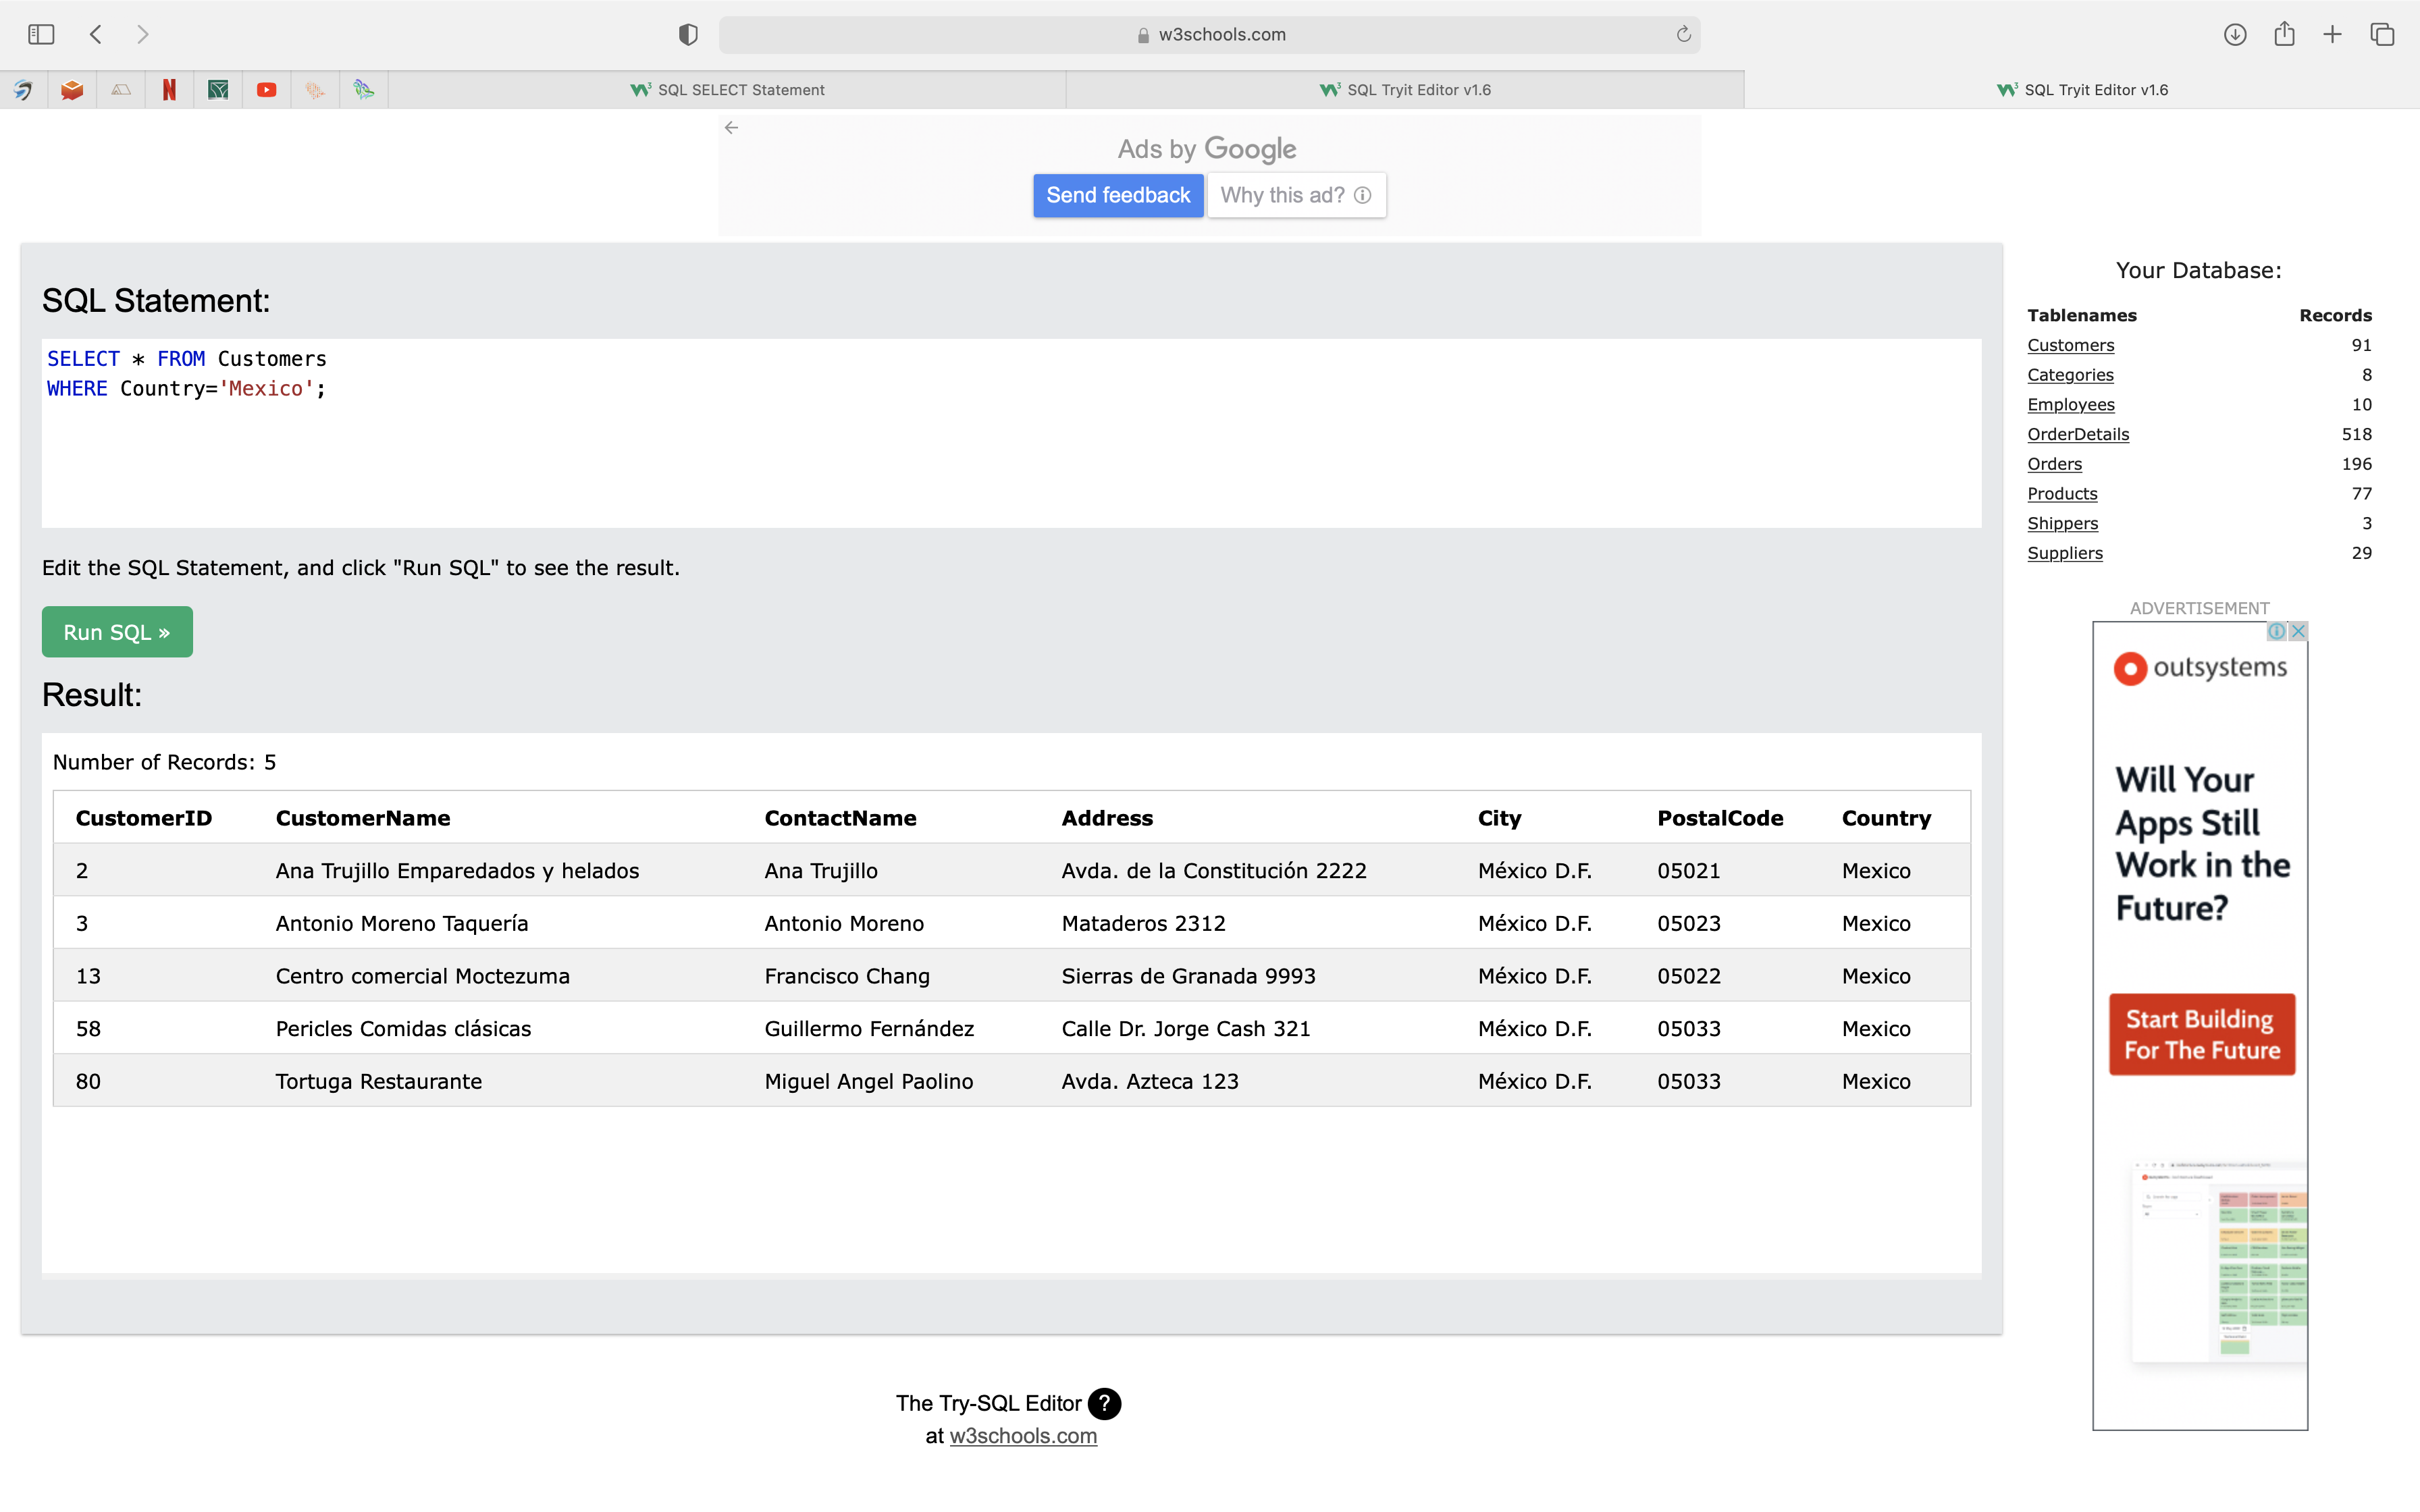 w3schools.com
SQL SELECT Statement
SQL Tryit Editor v1.6
SQL Tryit Editor v1.6
Ads by Google
Send feedback
Why this ad?
SQL Statement:
SELECT * FROM Customers
WHERE Country='Mexico';
Edit the SQL Statement, and click "Run SQL" to see the result.
Run SQL »
Result:
Number of Records: 5
CustomerID CustomerName ContactName Address City PostalCode Country
2 Ana Trujillo Emparedados y helados Ana Trujillo Avda. de la Constitución 2222 México D.F. 05021 Mexico
3 Antonio Moreno Taquería Antonio Moreno Mataderos 2312 México D.F. 05023 Mexico
13 Centro comercial Moctezuma Francisco Chang Sierras de Granada 9993 México D.F. 05022 Mexico
58 Pericles Comidas clásicas Guillermo Fernández Calle Dr. Jorge Cash 321 México D.F. 05033 Mexico
80 Tortuga Restaurante Miguel Angel Paolino Avda. Azteca 123 México D.F. 05033 Mexico
The Try-SQL Editor ?
at w3schools.com
Your Database:
Tablenames Records
Customers 91
Categories 8
Employees 10
OrderDetails 518
Orders 196
Products 77
Shippers 3
Suppliers 29
ADVERTISEMENT
outsystems
Will Your
Apps Still
Work in the
Future?
Start Building
For The Future